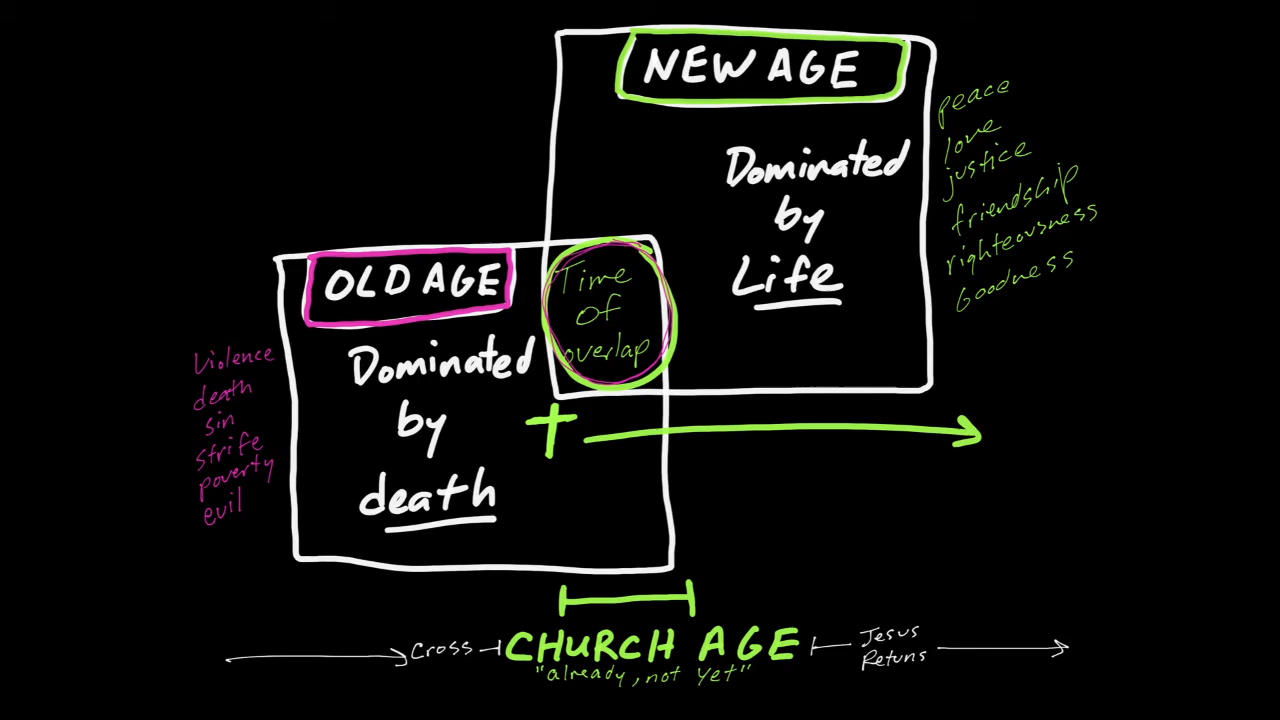 NEW AGE
Dominated
by
Life
peace
love
justice
friendship
righteousness
Goodness
OLD AGE
Dominated
by
death
Violence
death
sin
strife
poverty
evil
Time
Of
overlap
Cross
CHURCH AGE
"already, not yet"
Jesus
Retuns